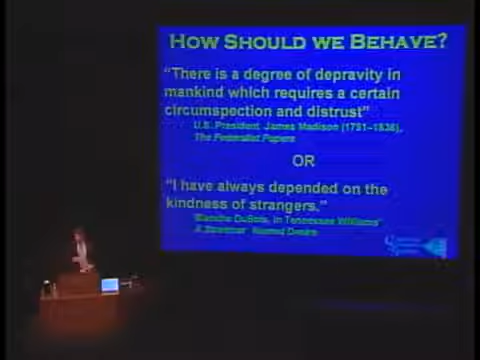 HOW SHOULD WE BEHAVE?
“There is a degree of depravity in
mankind which requires a certain
circumspection and distrust”
U.S. President James Madison (1751–1836),
The Federalist Papers
OR
“I have always depended on the
kindness of strangers.”
Blanche DuBois, in Tennessee Williams’
A Streetcar Named Desire